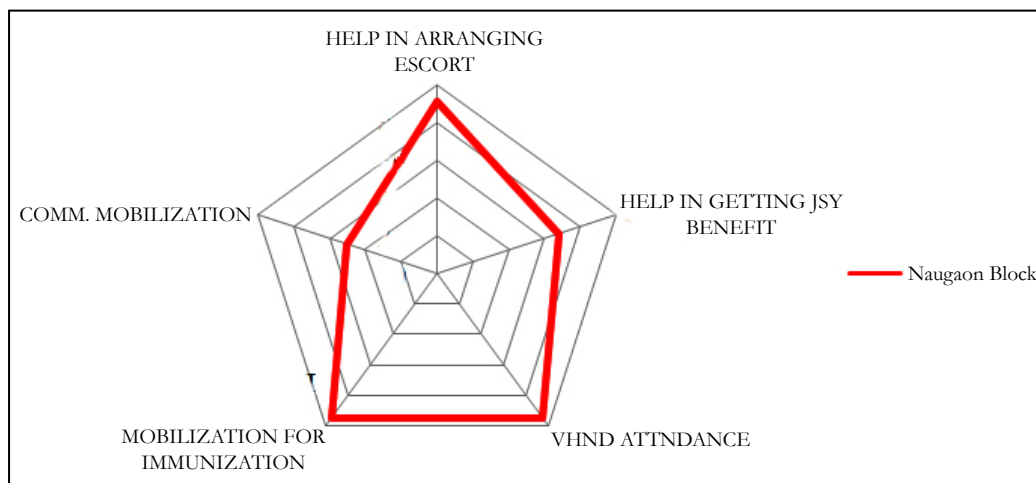 HELP IN ARRANGING
ESCORT
COMM. MOBILIZATION
HELP IN GETTING JSY
BENEFIT
Naugaon Block
MOBILIZATION FOR
IMMUNIZATION
VHND ATTNDANCE